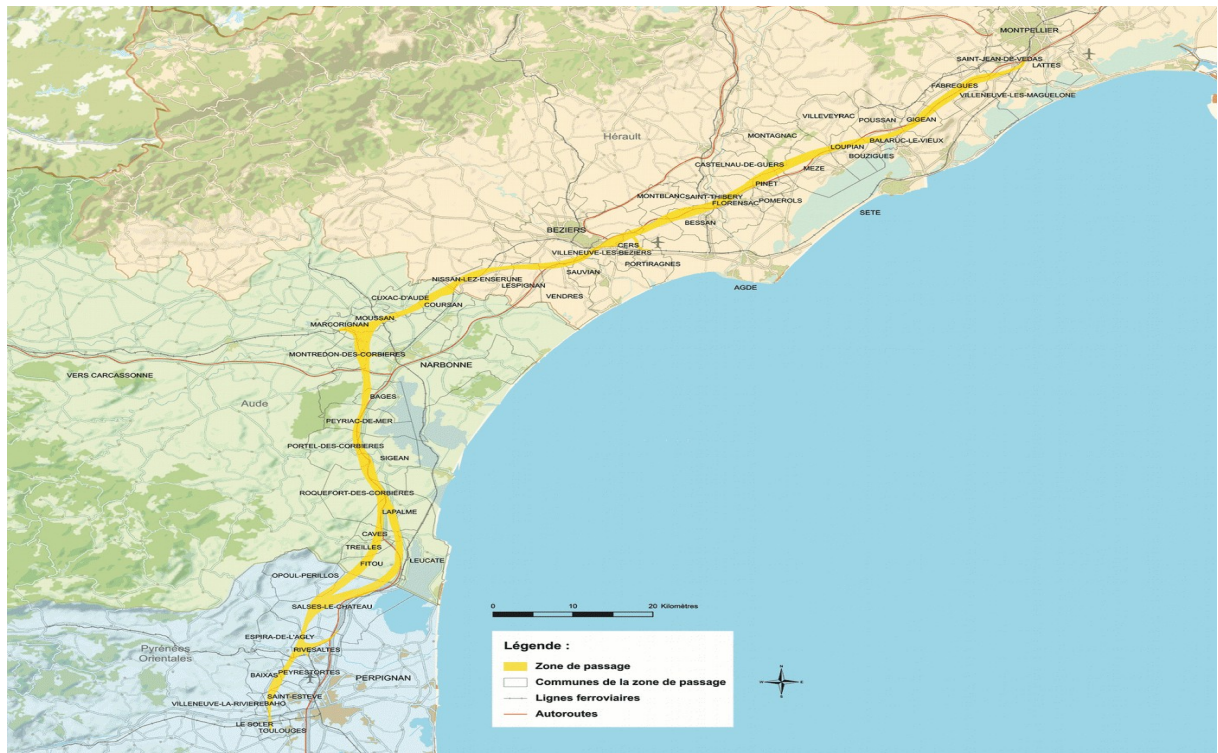 MONTPELLIER
SAINT-JEAN-DE-VEDAS
LATTES
FABREGUES
VILLENEUVE-LES-MAGUELONE
VILLEVEYRAC
POUSSAN
GIGEAN
Hérault
MONTAGNAC
BALARUC-LE-VIEUX
LOUPIAN
BOUZIGUES
CASTELNAU-DE-GUERS
MEZE
PINET
MONTBLANC
SAINT-THIBERY
FLORENSAC
POMEROLS
SETE
BESSAN
BEZIERS
CERS
VILLENEUVE-LES-BEZIERS
PORTIRAGNES
SAUVIAN
NISSAN-LEZ-ENSERUNE
LESPIGNAN
AGDE
VENDRES
CUXAC-D'AUDE
COURSAN
MOUSSAN
MARCORIGNAN
MONTREDON-DES-CORBIERES
NARBONNE
VERS CARCASSONNE
BAGES
Aude
PEYRIAC-DE-MER
PORTEL-DES-CORBIERES
SIGEAN
ROQUEFORT-DES-CORBIERES
LAPALME
CAVES
TREILLES
LEUCATE
FITOU
OPOUL-PERILLOS
SALSES-LE-CHATEAU
ESPIRA-DE-L'AGLY
RIVESALTES
Pyrénées
Orientales
BAIXAS
PEYRESTORTES
PERPIGNAN
SAINT-ESTEVE
VILLENEUVE-LA-RIVIERE
BAHO
LE SOLER
TOULOUGES
0 10 20 Kilomètres
Légende :
Zone de passage
Communes de la zone de passage
Lignes ferroviaires
Autoroutes
N
W E
S